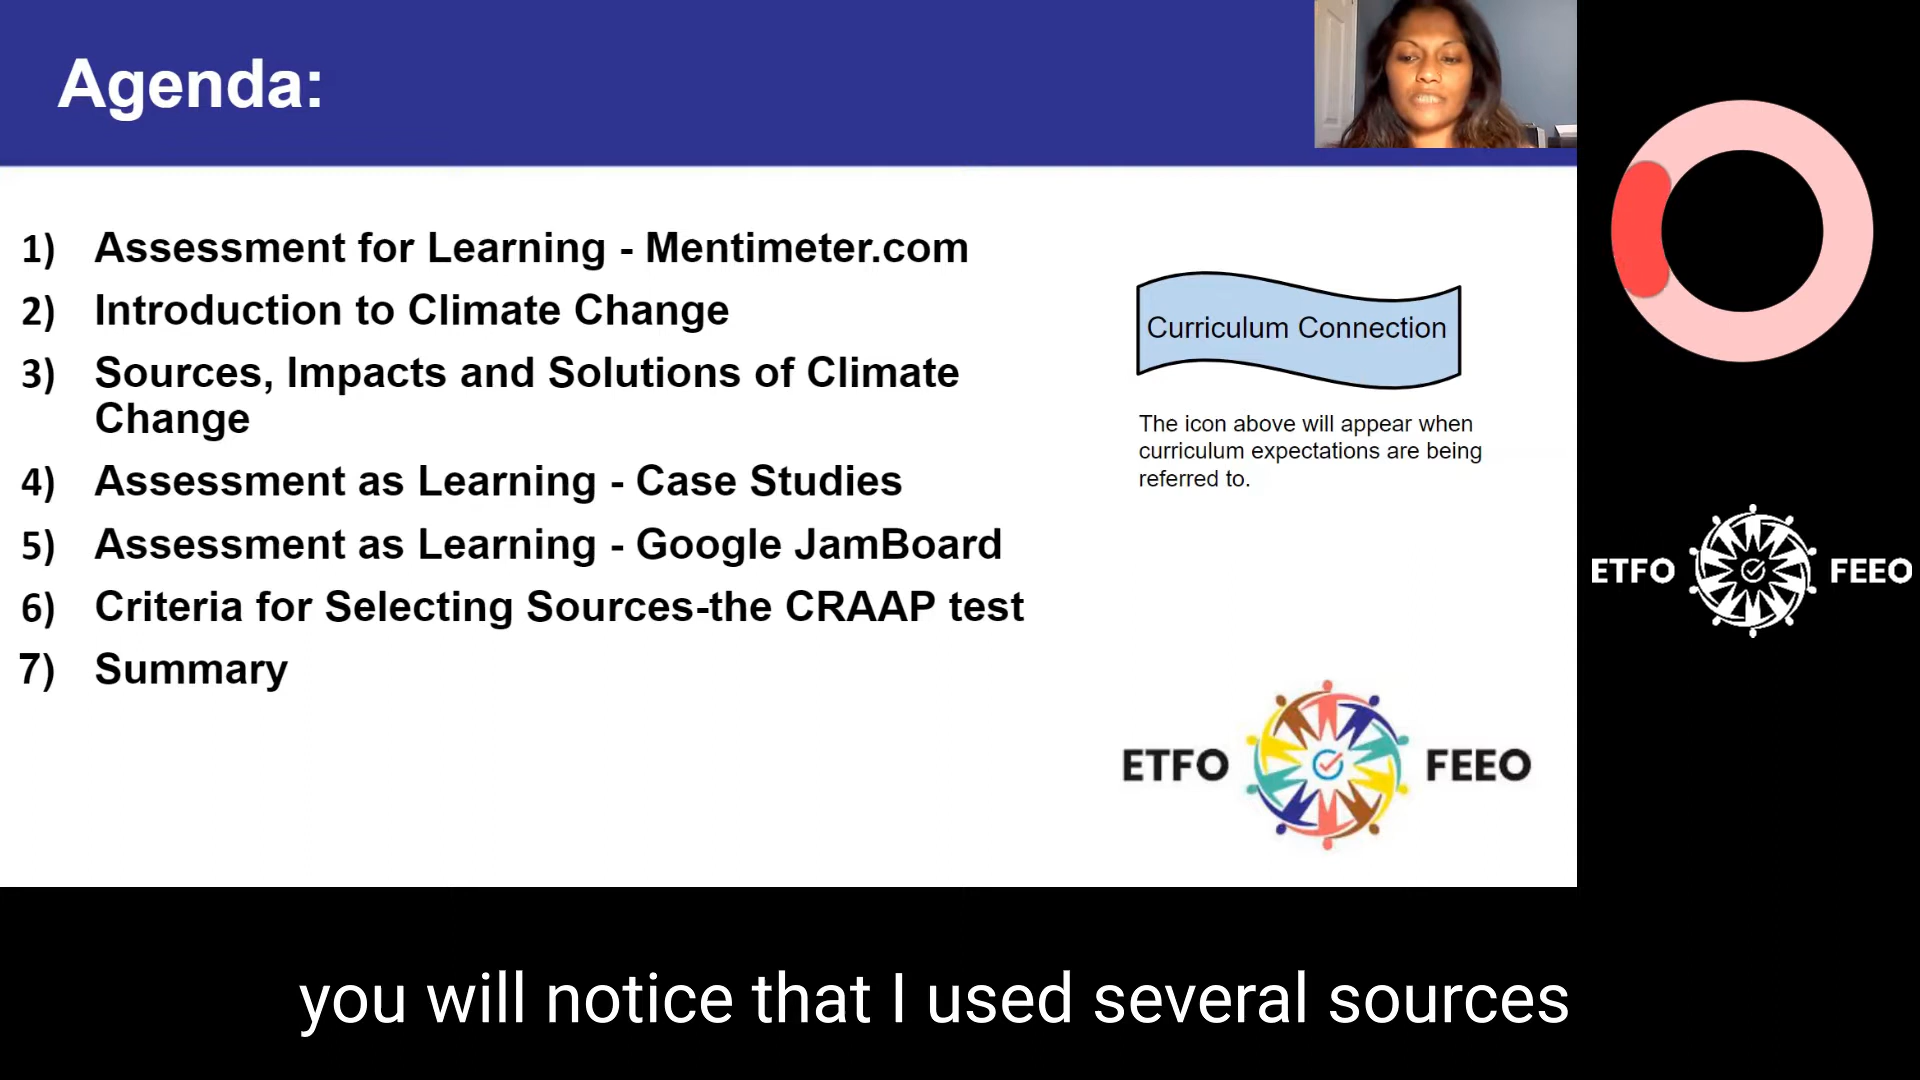 Agenda:
1) Assessment for Learning - Mentimeter.com
2) Introduction to Climate Change
3) Sources, Impacts and Solutions of Climate
Change
4) Assessment as Learning - Case Studies
5) Assessment as Learning - Google JamBoard
6) Criteria for Selecting Sources-the CRAAP test
7) Summary
Curriculum Connection
The icon above will appear when
curriculum expectations are being
referred to.
ETFO FEEO
ETFO FEEO
you will notice that I used several sources